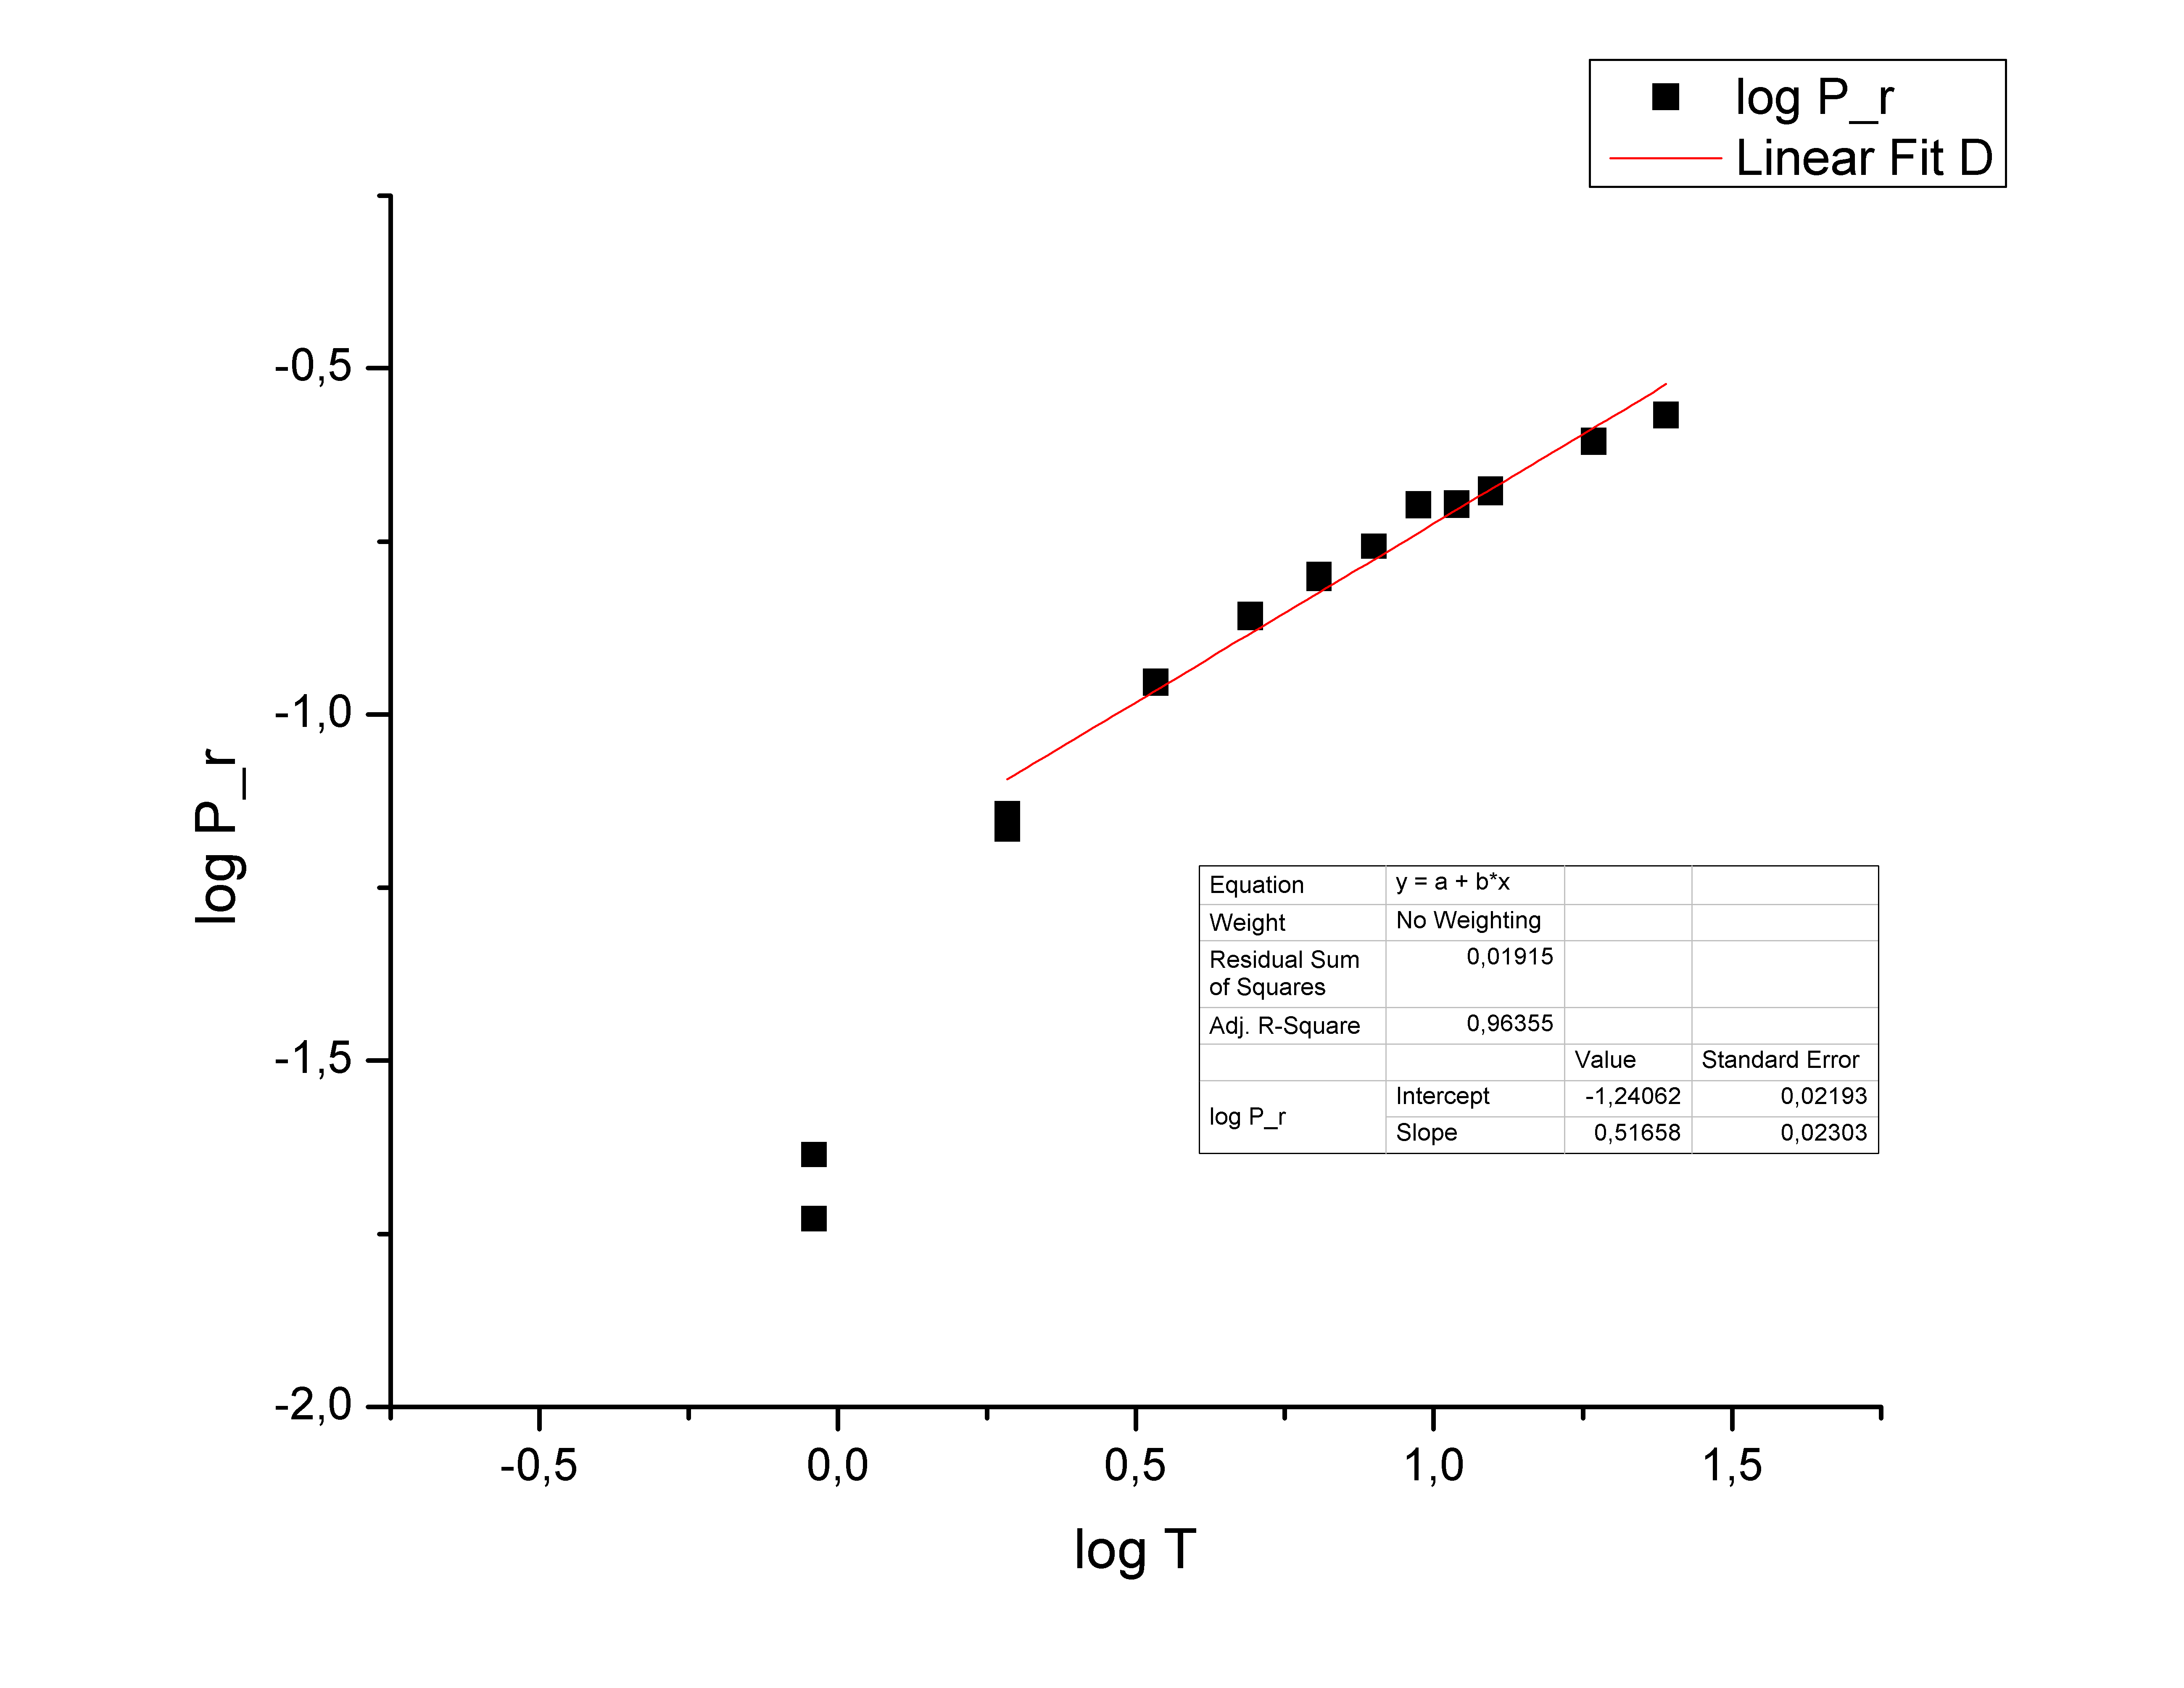 log P_r
Linear Fit D
-0,5
-1,0
-1,5
-2,0
log P_r
Equation y = a + b*x
Weight No Weighting
Residual Sum 0,01915
of Squares
Adj. R-Square 0,96355
Value Standard Error
Intercept -1,24062 0,02193
log P_r
Slope 0,51658 0,02303
-0,5 0,0 0,5 1,0 1,5
log T